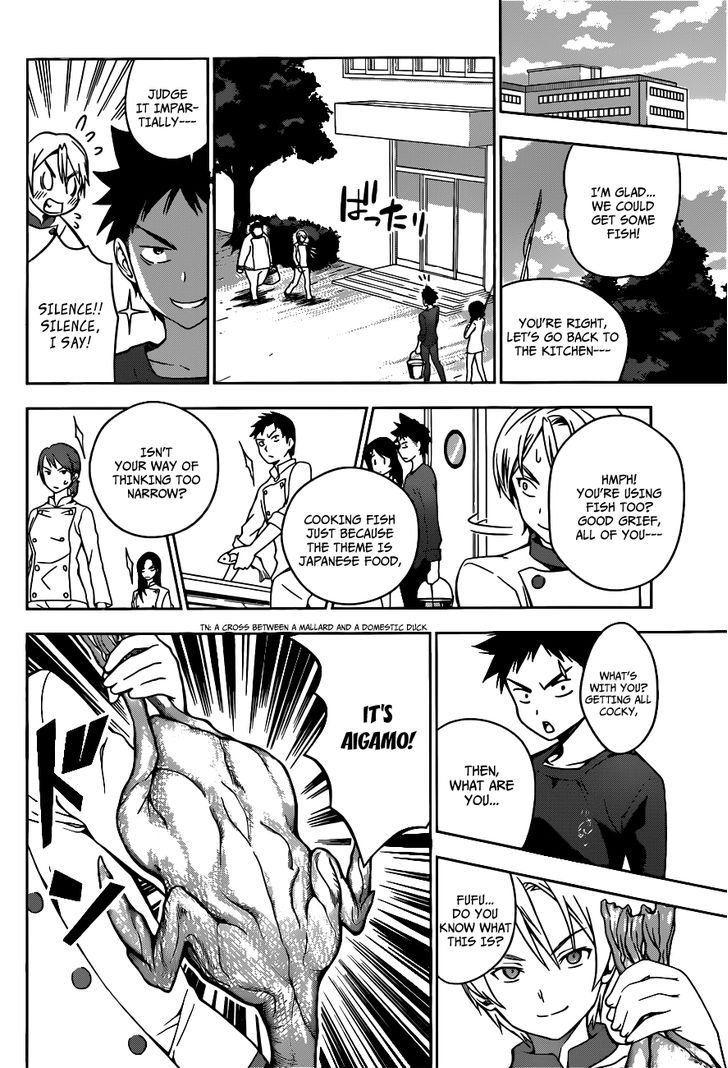 I'M GLAD...
WE COULD
GET SOME
FISH!
YOU'RE RIGHT,
LET'S GO BACK TO
THE KITCHEN---
ばったり
JUDGE
IT IMPAR-
TIALLY---
SILENCE!!
SILENCE,
I SAY!
HMPH!
YOU'RE USING
FISH TOO?
GOOD GRIEF,
ALL OF YOU---
COOKING FISH
JUST BECAUSE
THE THEME IS
JAPANESE FOOD,
ISN'T
YOUR WAY OF
THINKING TOO
NARROW?
TN: A CROSS BETWEEN A MALLARD AND A DOMESTIC DUCK
WHAT'S
WITH YOU?
GETTING ALL
COCKY,
THEN,
WHAT ARE
YOU...
FUFU...
DO YOU
KNOW WHAT
THIS IS?
IT'S
AIGAMO!
ドン